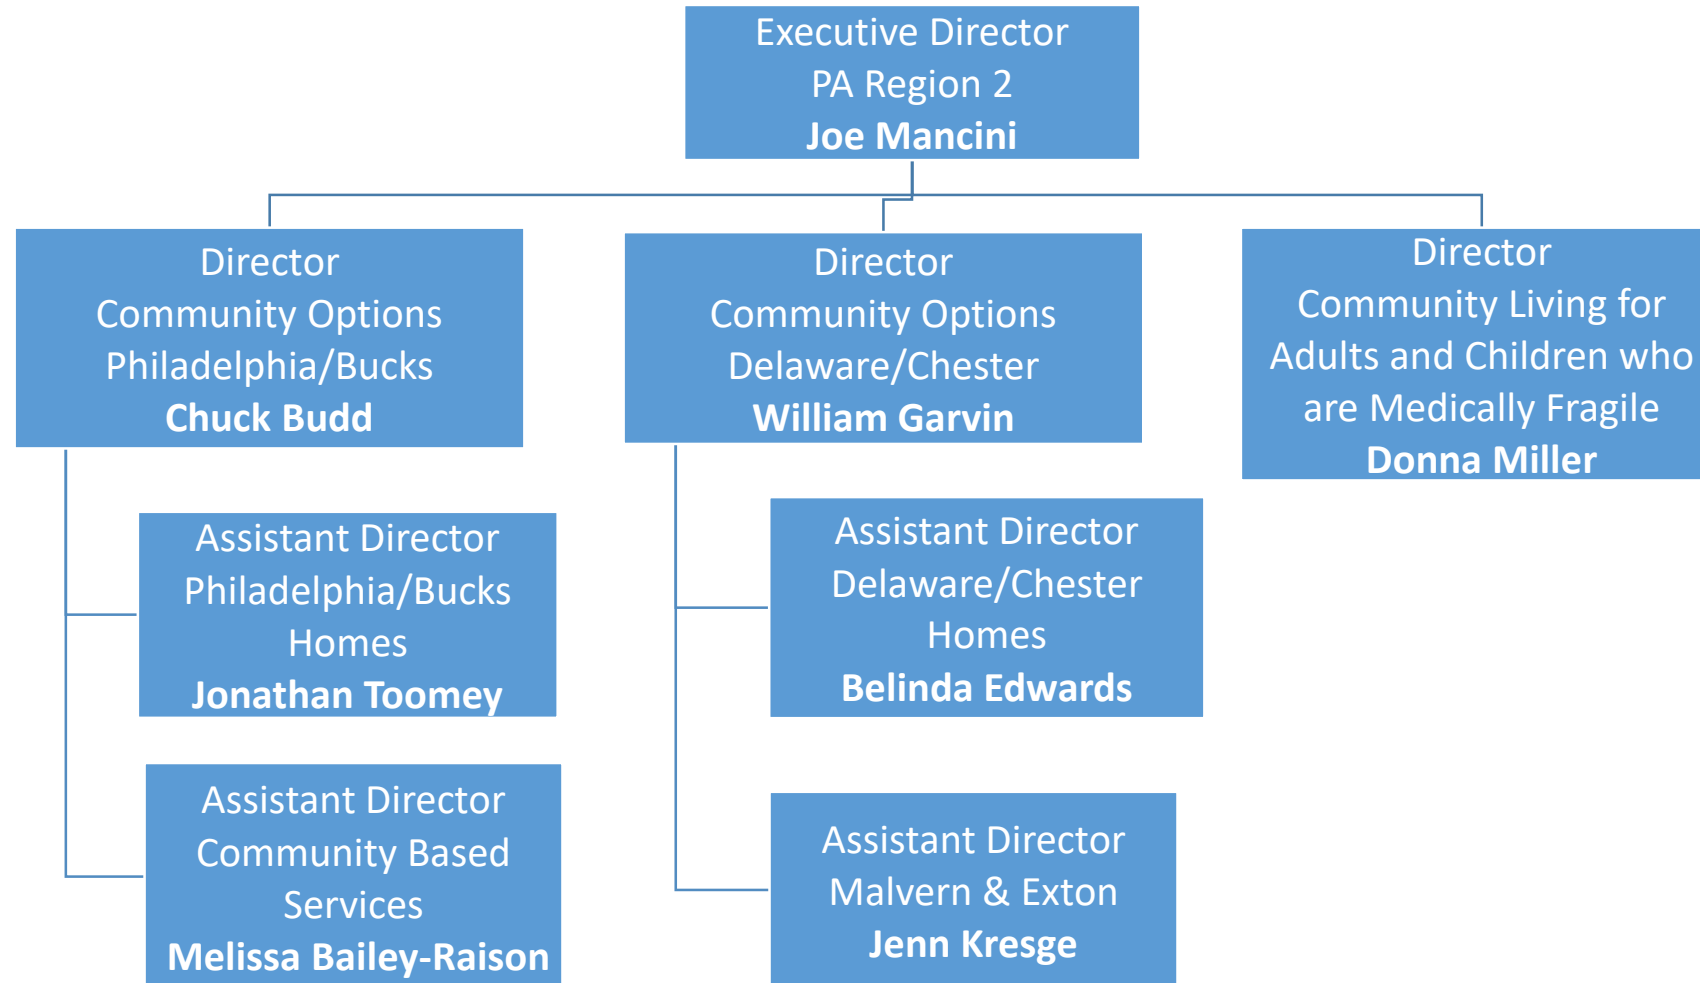 Executive Director
PA Region 2
Joe Mancini
Director
Community Options
Philadelphia/Bucks
Chuck Budd
Director
Community Options
Delaware/Chester
William Garvin
Director
Community Living for
Adults and Children who
are Medically Fragile
Donna Miller
Assistant Director
Philadelphia/Bucks
Homes
Jonathan Toomey
Assistant Director
Delaware/Chester
Homes
Belinda Edwards
Assistant Director
Community Based
Services
Melissa Bailey-Raison
Assistant Director
Malvern & Exton
Jenn Kresge